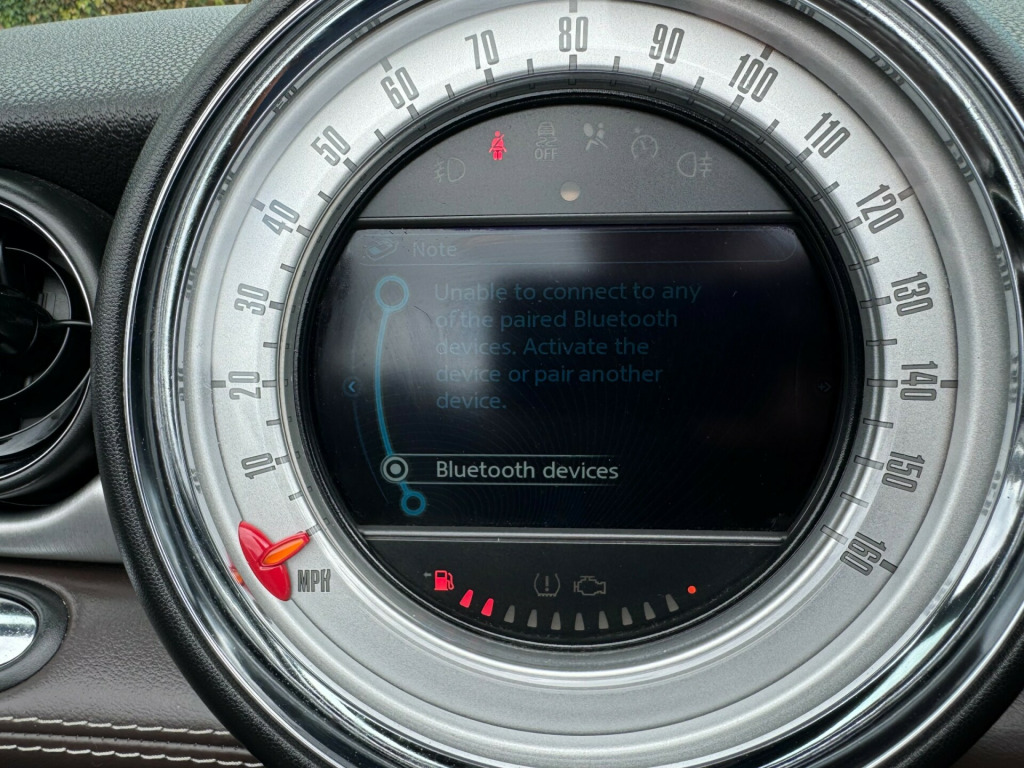 80
70
90
60
100
50
110
40
120
30
130
20
140
10
150
160
MPH
OFF
Note
Unable to connect to any
of the paired Bluetooth
devices. Activate the
device or pair another
device.
Bluetooth devices